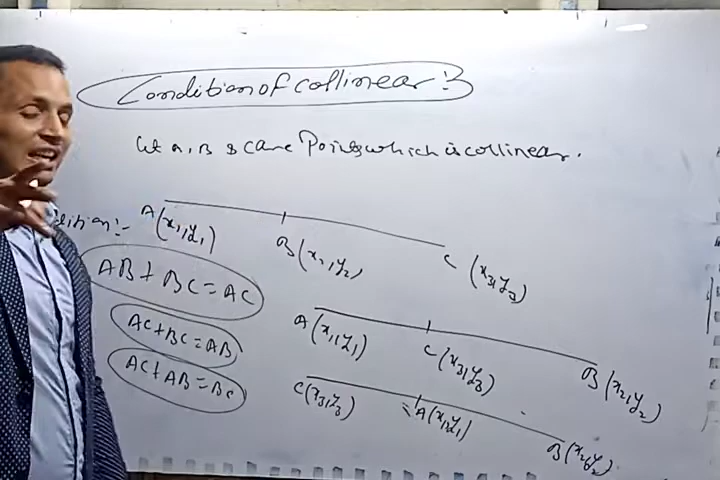 Condition of collinear :-
Let A, B & C are Points which is collinear.
dition :-
A(x₁,y₁)
B(x₂,y₂)
C (x₃,y₃)
AB + BC = AC
AC + BC = AB
AC + AB = BC
A(x₁,y₁)
C(x₃,y₃)
B(x₂,y₂)
C(x₃,y₃)
A(x₁,y₁)
B(x₂,y₂)